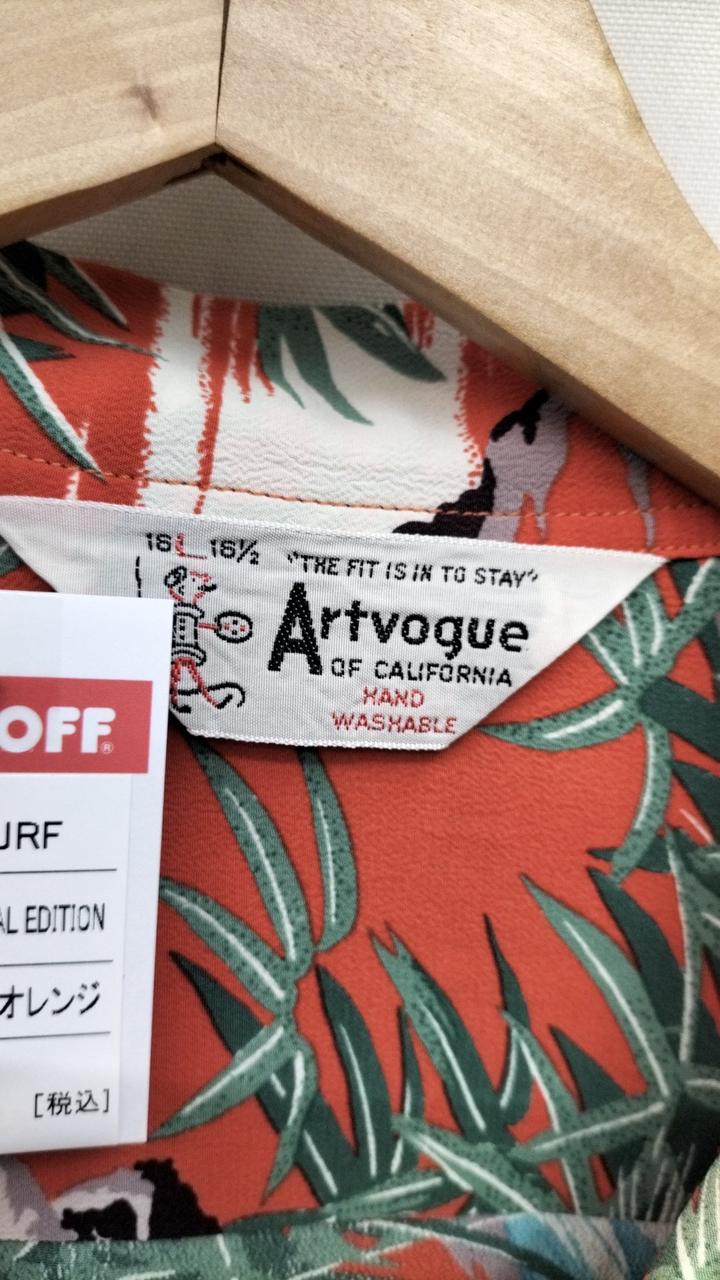 16 16½ "THE FIT IS IN TO STAY"
Artvogue
OF CALIFORNIA
HAND
WASHABLE
OFF®
URF
AL EDITION
オレンジ
[税込]